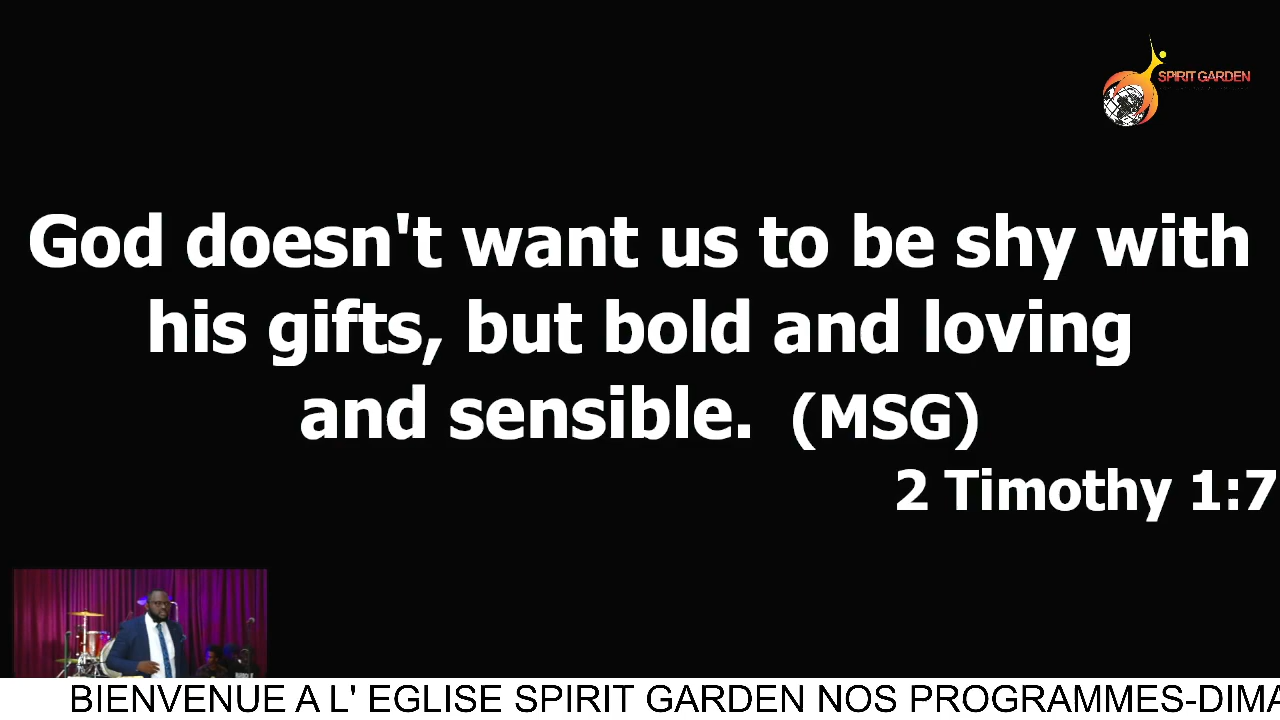 SPIRIT GARDEN
God doesn't want us to be shy with
his gifts, but bold and loving
and sensible. (MSG)
2 Timothy 1:7
BIENVENUE A L' EGLISE SPIRIT GARDEN NOS PROGRAMMES-DIMA